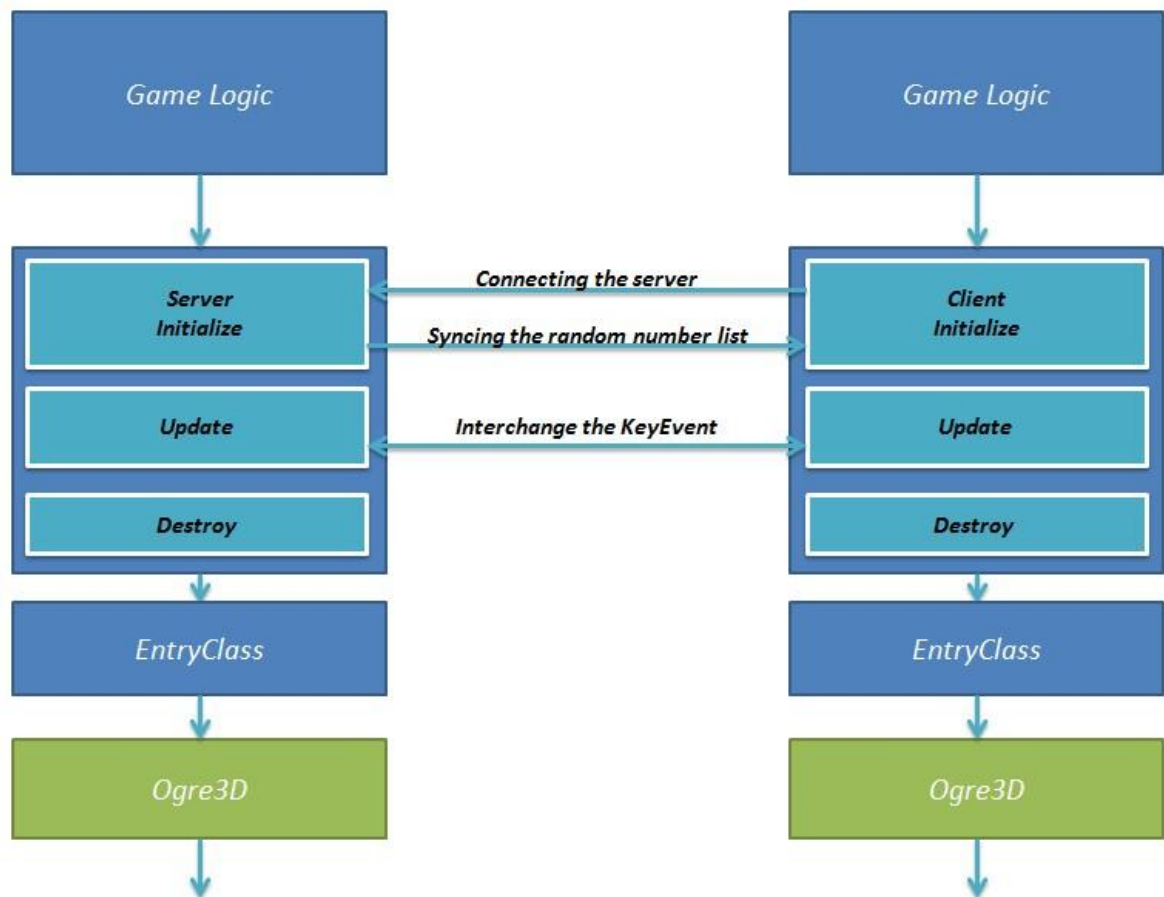 Game Logic
Game Logic
Connecting the server
Server
Initialize
Client
Initialize
Syncing the random number list
Update
Interchange the KeyEvent
Update
Destroy
Destroy
EntryClass
EntryClass
Ogre3D
Ogre3D